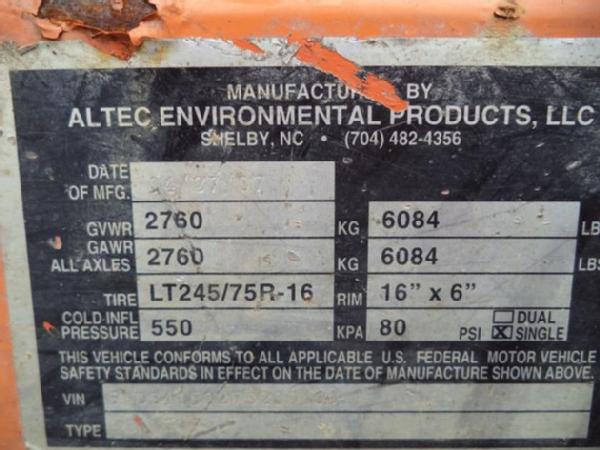 MANUFACTURED BY
ALTEC ENVIRONMENTAL PRODUCTS, LLC
SHELBY, NC • (704) 482-4356
DATE OF MFG.
GVWR 2760 KG 6084 LBS
GAWR ALL AXLES 2760 KG 6084 LBS
TIRE LT245/75R-16 RIM 16” x 6”
COLD INFL PRESSURE 550 KPA 80 PSI ☐ DUAL ☒ SINGLE
THIS VEHICLE CONFORMS TO ALL APPLICABLE U.S. FEDERAL MOTOR VEHICLE
SAFETY STANDARDS IN EFFECT ON THE DATE OF MANUFACTURE SHOWN ABOVE.
VIN
TYPE